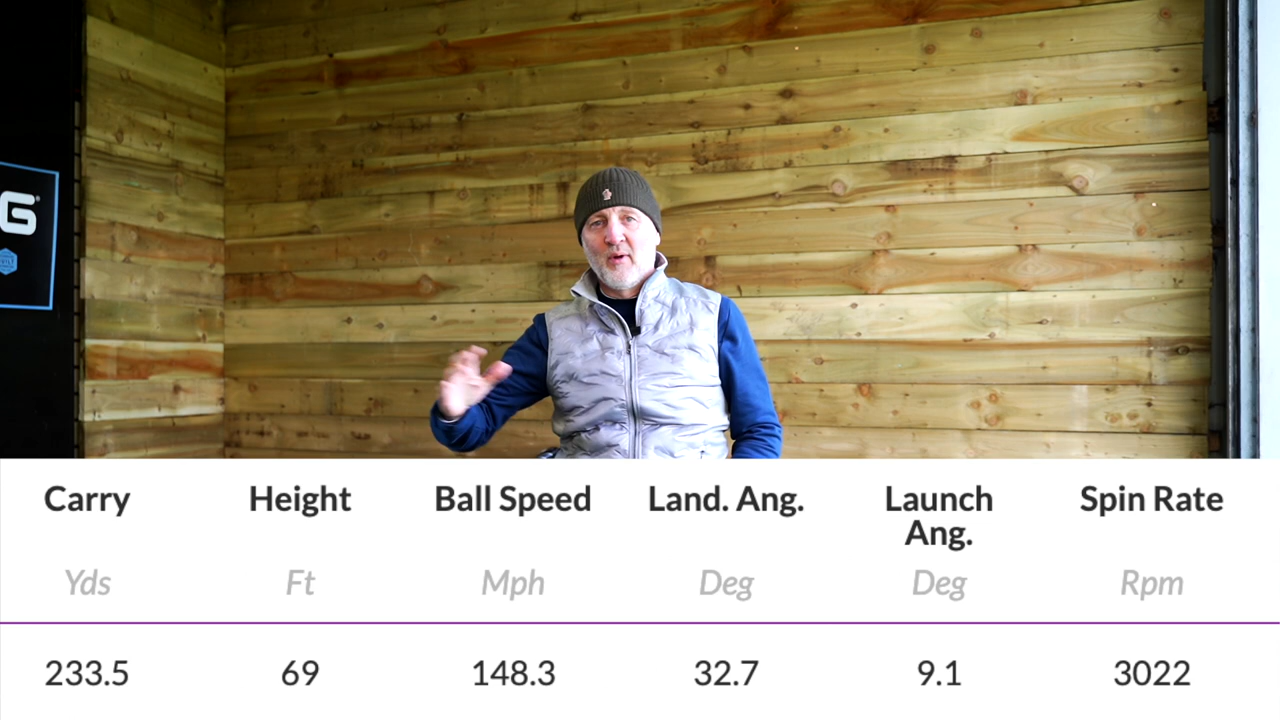 G
Carry Height Ball Speed Land. Ang. Launch Ang. Spin Rate
Yds Ft Mph Deg Deg Rpm
233.5 69 148.3 32.7 9.1 3022